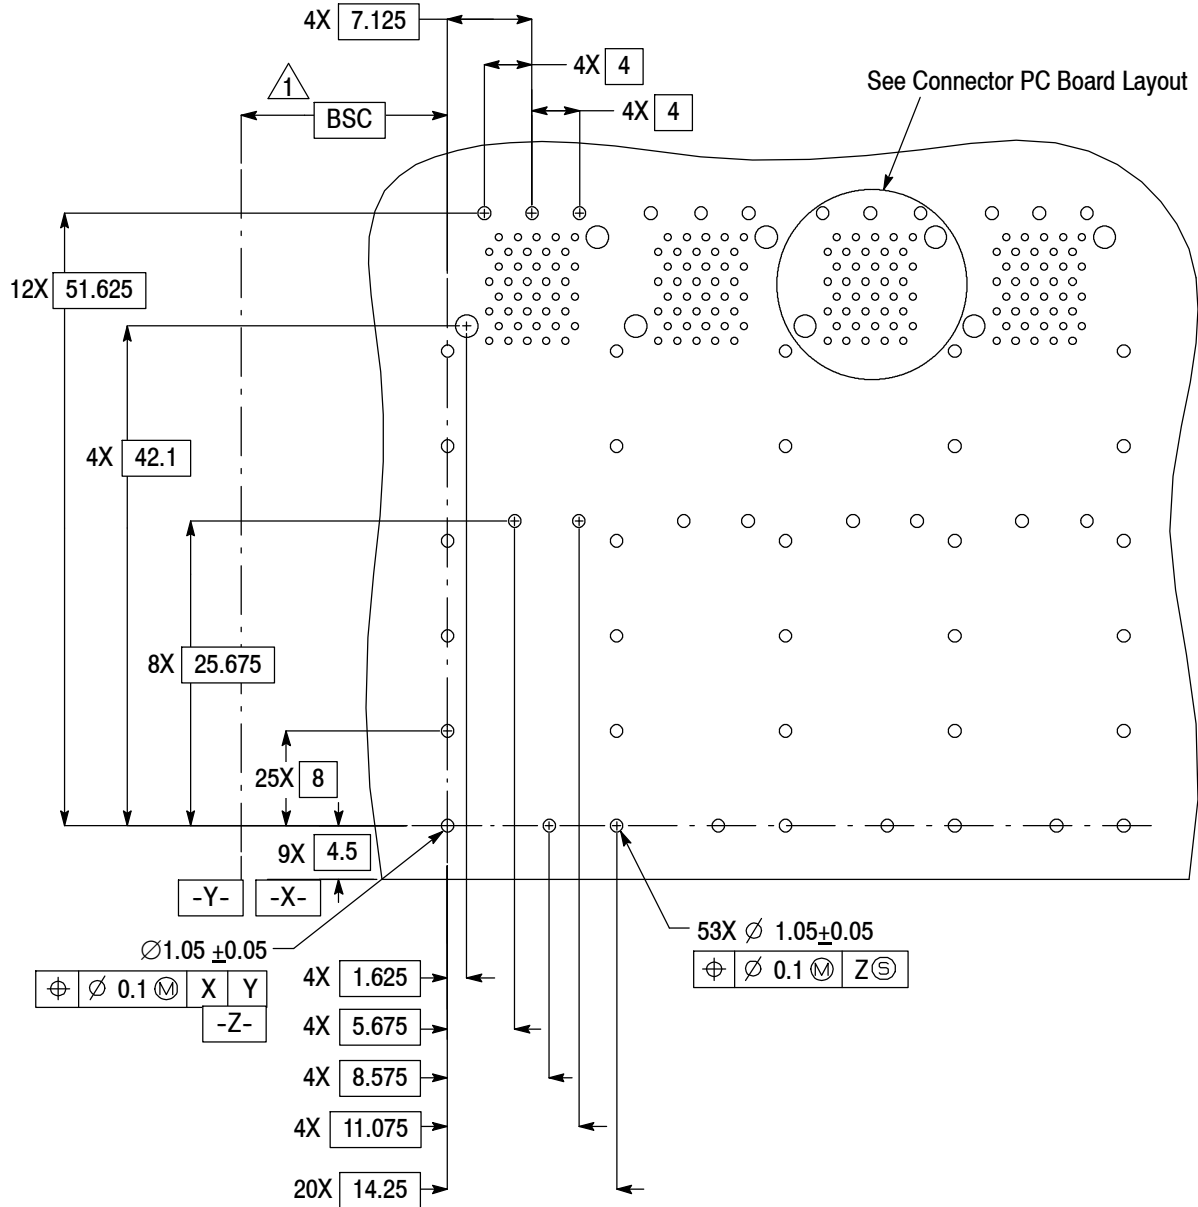 4X 7.125
4X 4
1
BSC
4X 4
See Connector PC Board Layout
12X 51.625
4X 42.1
8X 25.675
25X 8
9X 4.5
-Y- -X-
∅1.05 ±0.05
⌖ ∅ 0.1 Ⓜ X Y
-Z-
53X ∅ 1.05±0.05
⌖ ∅ 0.1 Ⓜ Z Ⓢ
4X 1.625
4X 5.675
4X 8.575
4X 11.075
20X 14.25